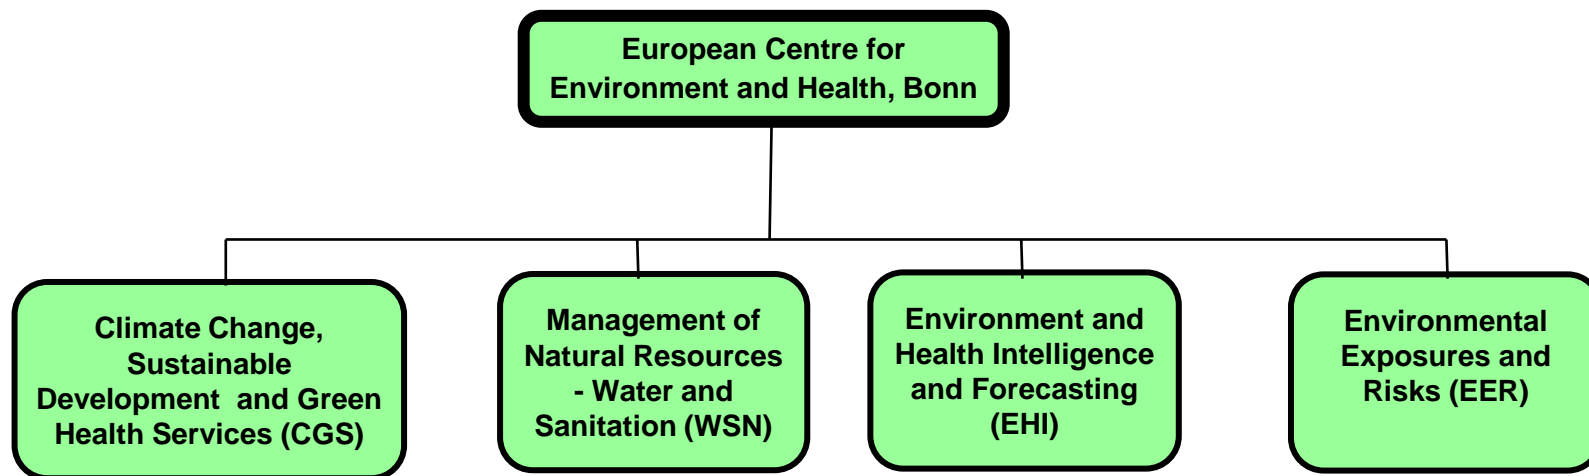 European Centre for
Environment and Health, Bonn
Climate Change,
Sustainable
Development and Green
Health Services (CGS)
Management of
Natural Resources
- Water and
Sanitation (WSN)
Environment and
Health Intelligence
and Forecasting
(EHI)
Environmental
Exposures and
Risks (EER)